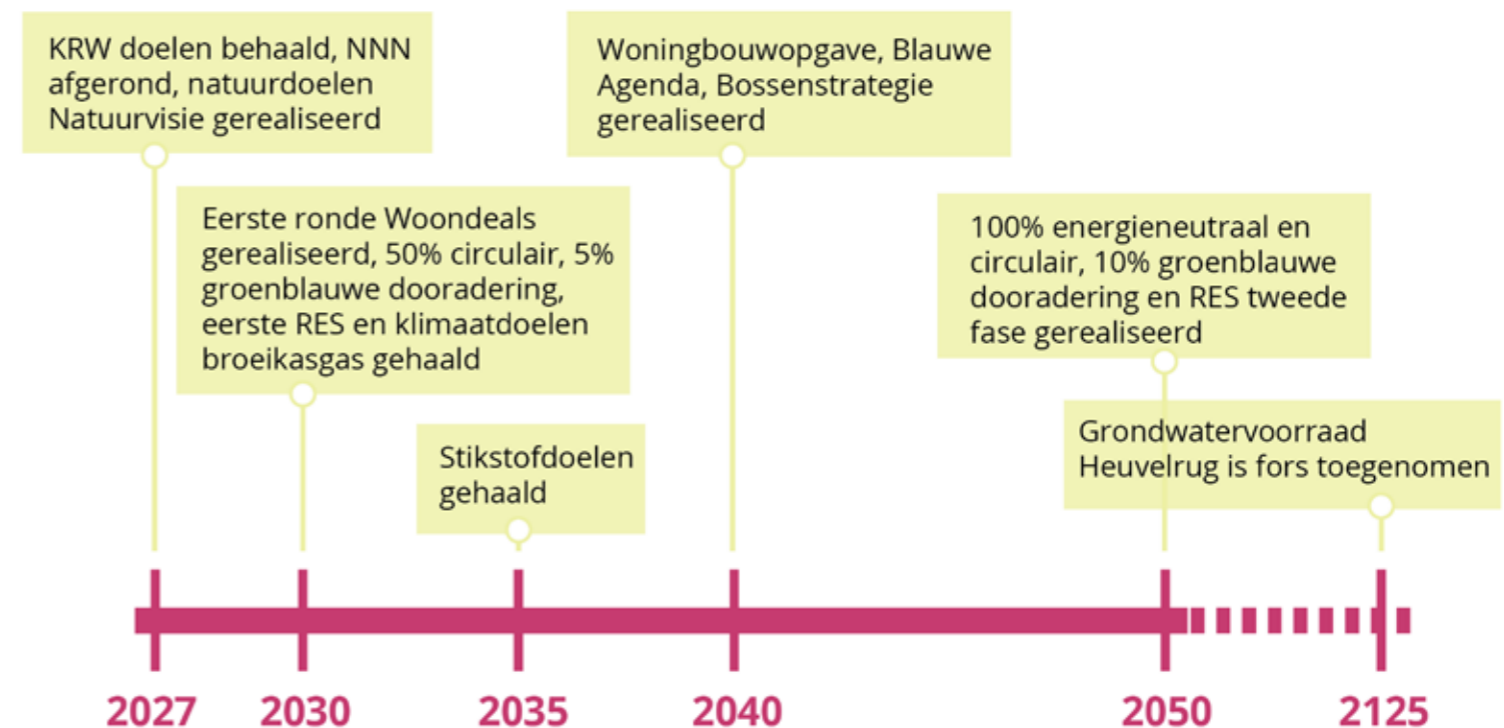 KRW doelen behaald, NNN
afgerond, natuurdoelen
Natuurvisie gerealiseerd
Eerste ronde Woondeals
gerealiseerd, 50% circulair, 5%
groenblauwe dooradering,
eerste RES en klimaatdoelen
broeikasgas gehaald
Stikstofdoelen
gehaald
Woningbouwopgave, Blauwe
Agenda, Bossenstrategie
gerealiseerd
100% energieneutraal en
circulair, 10% groenblauwe
dooradering en RES tweede
fase gerealiseerd
Grondwatervoorraad
Heuvelrug is fors toegenomen
2027 2030 2035 2040 2050 2125